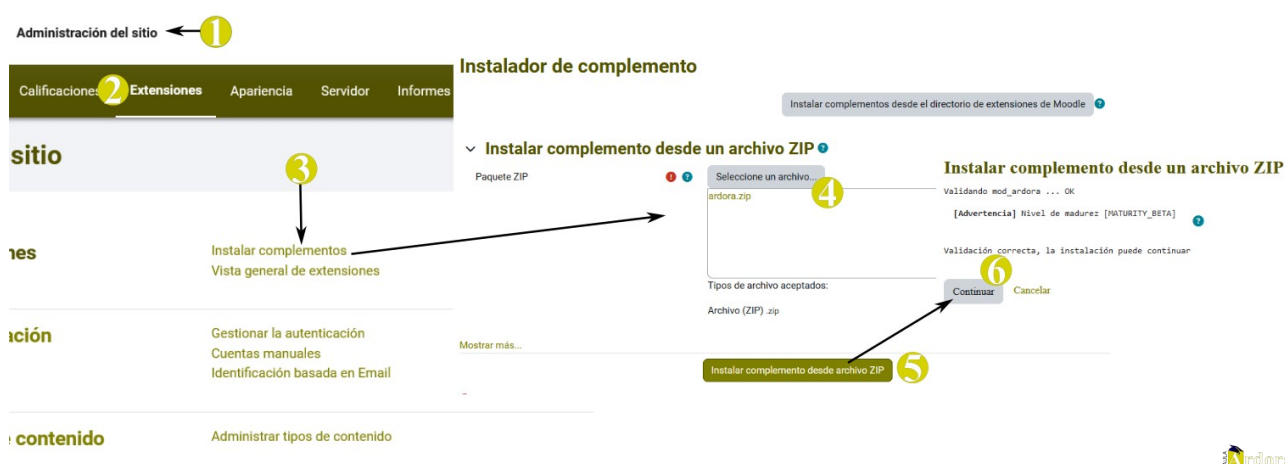 Administración del sitio
1
Calificaciones
2
Extensiones
Apariencia
Servidor
Informes
sitio
3
Instalar complementos
Vista general de extensiones
Gestionar la autenticación
Cuentas manuales
Identificación basada en Email
contenido
Administrar tipos de contenido
Instalador de complemento
Instalar complementos desde el directorio de extensiones de Moodle ?
Instalar complemento desde un archivo ZIP ?
Paquete ZIP ! ?
Seleccione un archivo...
4
ardora.zip
Tipos de archivo aceptados:
Archivo (ZIP) .zip
Mostrar más...
Instalar complemento desde archivo ZIP
5
Instalar complemento desde un archivo ZIP
Validando mod_ardora ... OK
[Advertencia] Nivel de madurez [MATURITY_BETA] ?
Validación correcta, la instalación puede continuar
6
Continuar
Cancelar